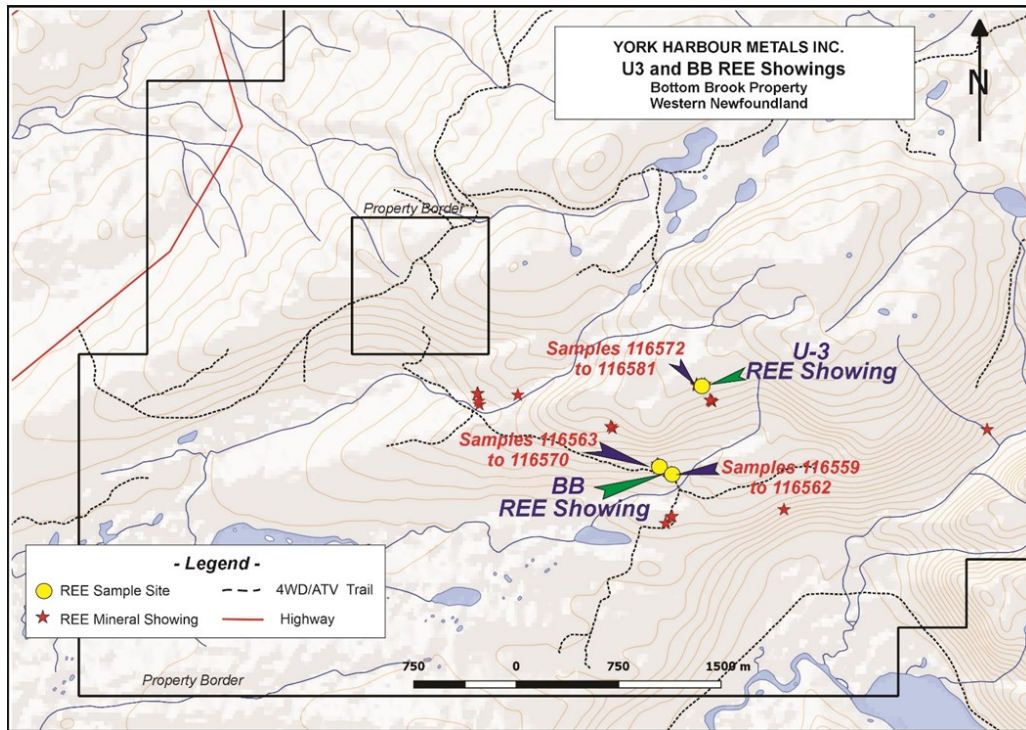 YORK HARBOUR METALS INC.
U3 and BB REE Showings
Bottom Brook Property
Western Newfoundland
N
Property Border
Samples 116572
to 116581
U-3
REE Showing
Samples 116563
to 116570
Samples 116559
to 116562
BB
REE Showing
- Legend -
REE Sample Site
4WD/ATV Trail
REE Mineral Showing
Highway
Property Border
750 0 750 1500 m